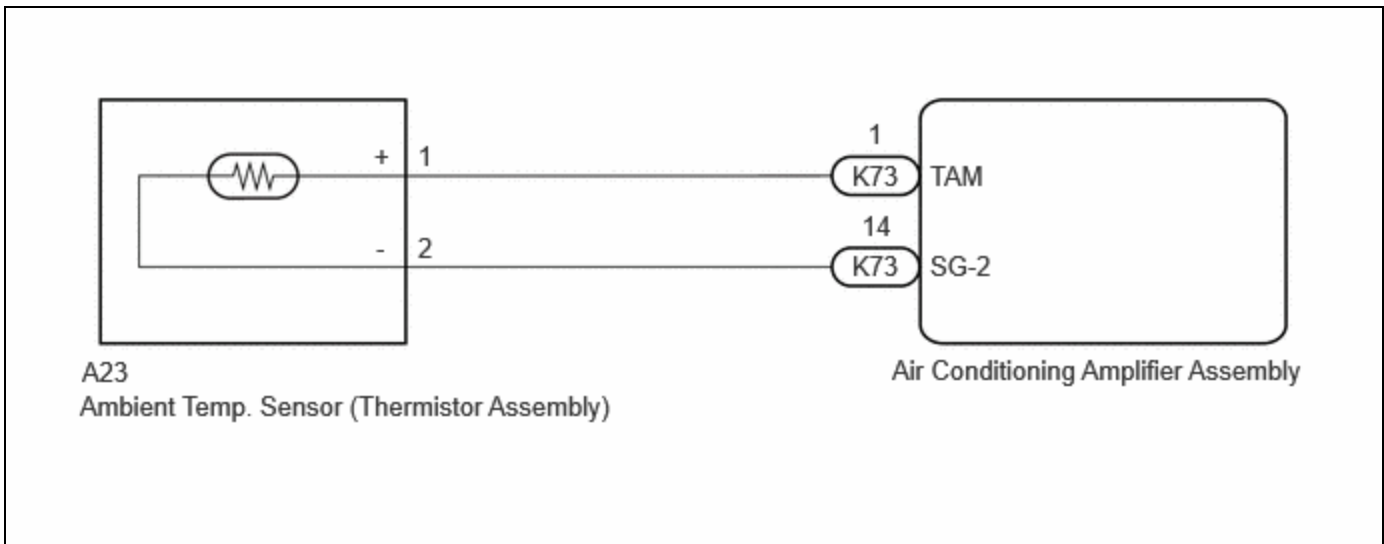 + 1
1
K73 TAM
14
- 2
K73 SG-2
A23
Ambient Temp. Sensor (Thermistor Assembly)
Air Conditioning Amplifier Assembly